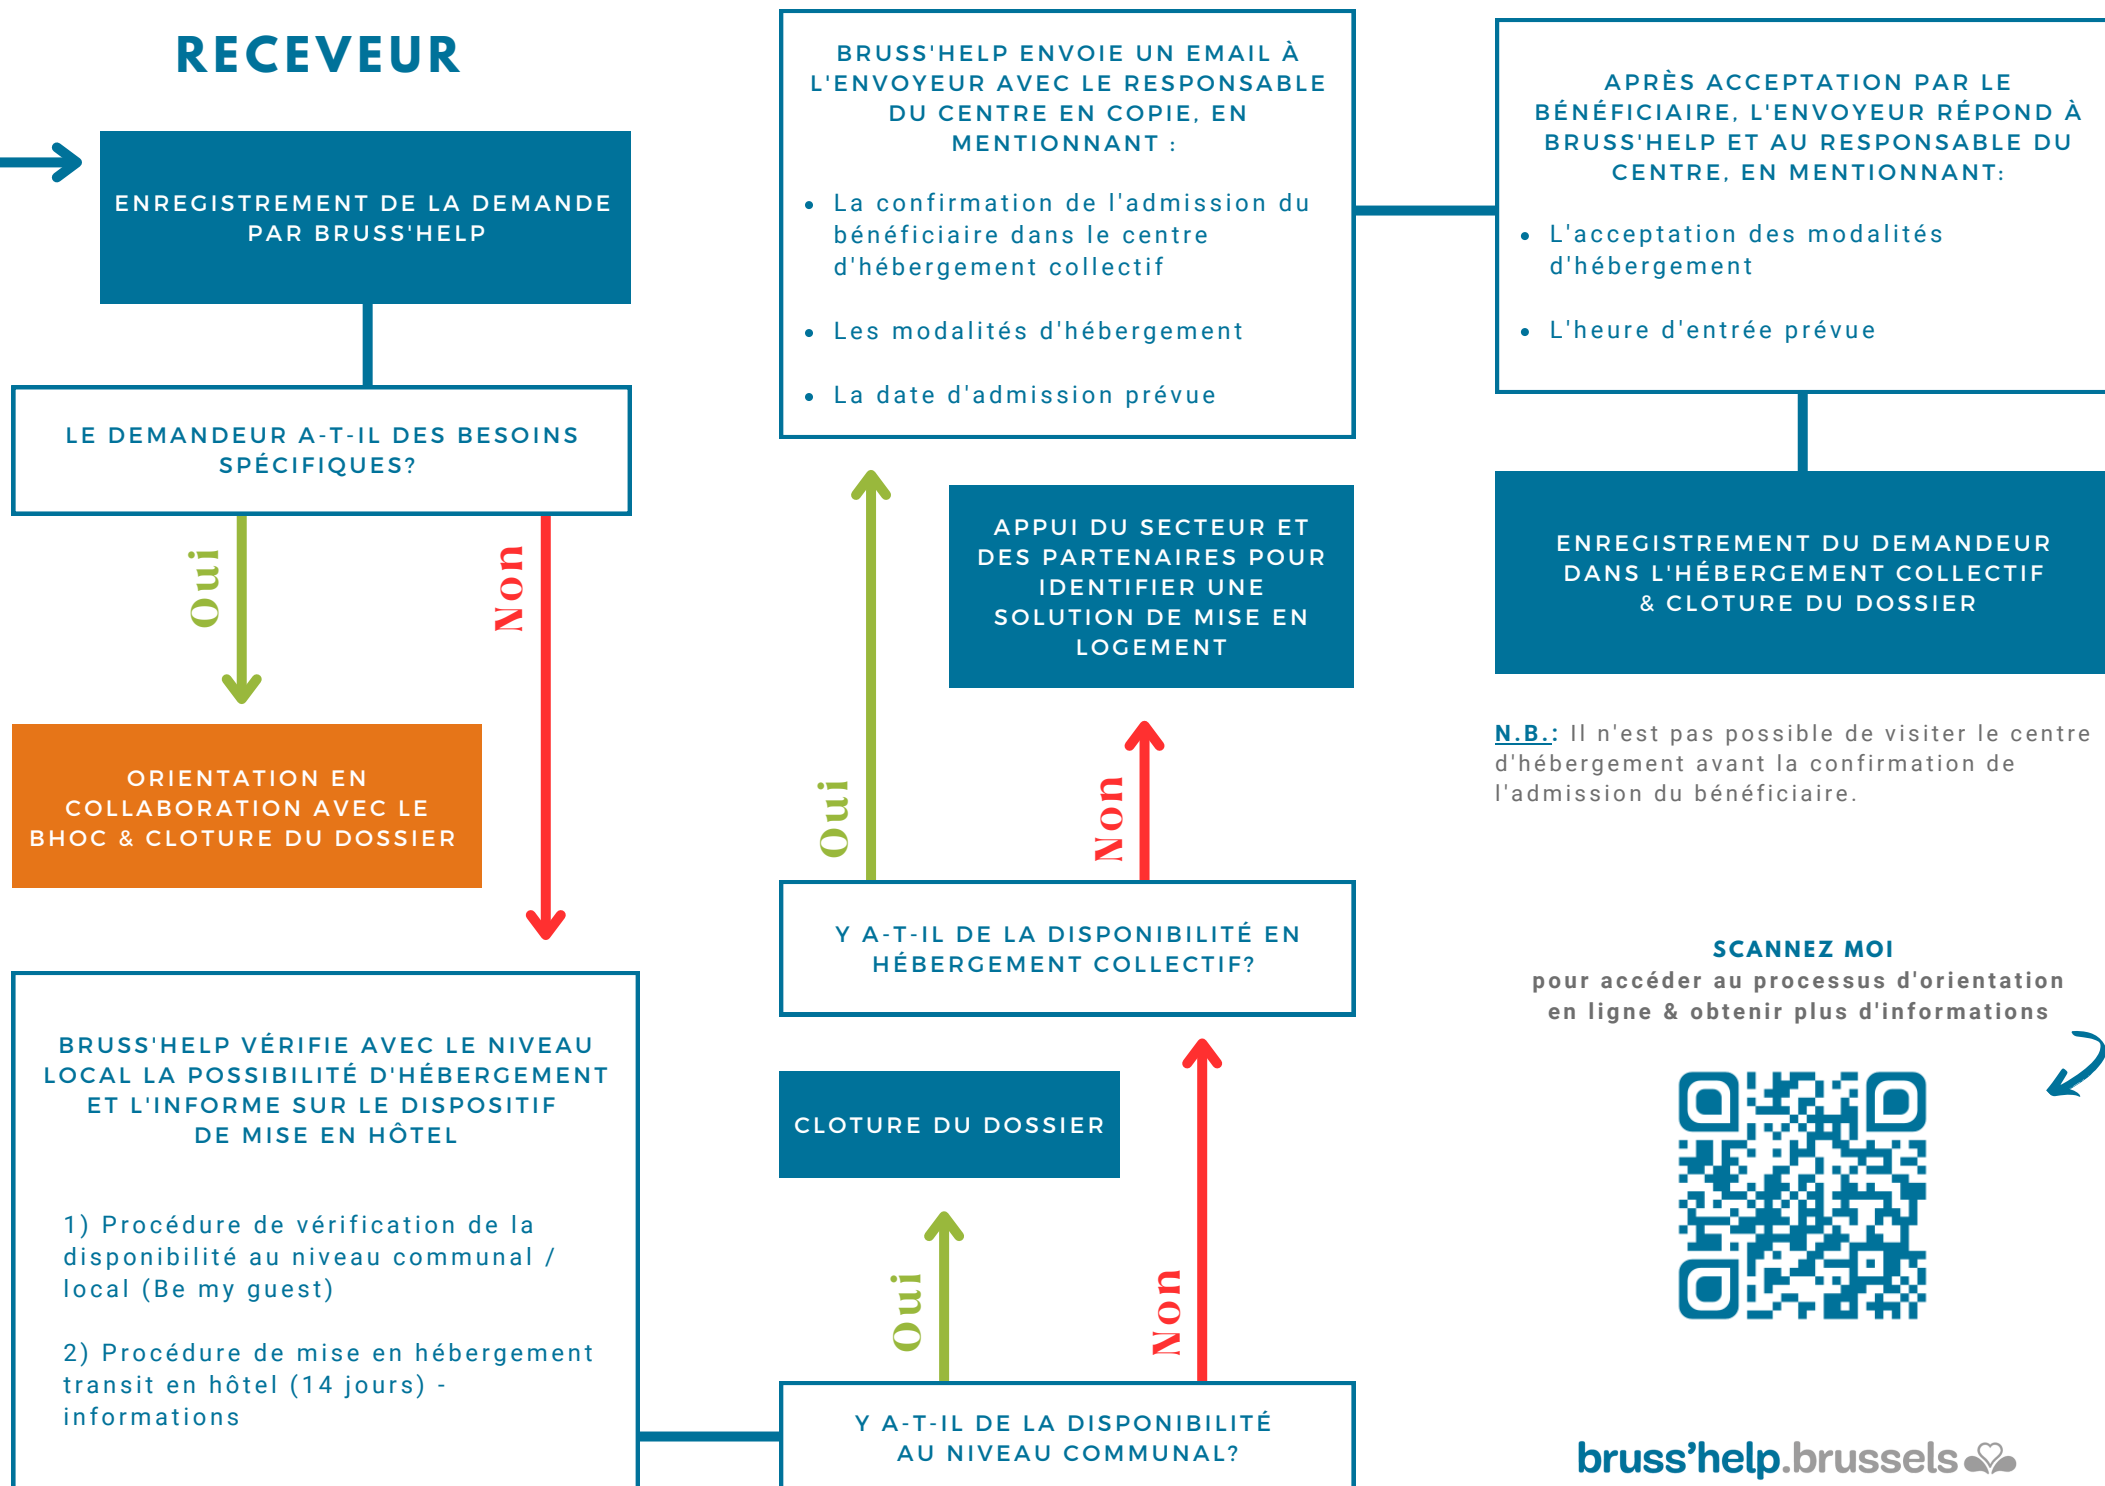 RECEVEUR
ENREGISTREMENT DE LA DEMANDE
PAR BRUSS'HELP
LE DEMANDEUR A-T-IL DES BESOINS
SPÉCIFIQUES?
Oui
Non
ORIENTATION EN
COLLABORATION AVEC LE
BHOC & CLOTURE DU DOSSIER
BRUSS'HELP VÉRIFIE AVEC LE NIVEAU
LOCAL LA POSSIBILITÉ D'HÉBERGEMENT
ET L'INFORME SUR LE DISPOSITIF
DE MISE EN HÔTEL
1) Procédure de vérification de la
disponibilité au niveau communal /
local (Be my guest)
2) Procédure de mise en hébergement
transit en hôtel (14 jours) -
informations
Y A-T-IL DE LA DISPONIBILITÉ
AU NIVEAU COMMUNAL?
Oui
Non
CLOTURE DU DOSSIER
Y A-T-IL DE LA DISPONIBILITÉ EN
HÉBERGEMENT COLLECTIF?
Oui
Non
APPUI DU SECTEUR ET
DES PARTENAIRES POUR
IDENTIFIER UNE
SOLUTION DE MISE EN
LOGEMENT
BRUSS'HELP ENVOIE UN EMAIL À
L'ENVOYEUR AVEC LE RESPONSABLE
DU CENTRE EN COPIE, EN
MENTIONNANT :
• La confirmation de l'admission du
bénéficiaire dans le centre
d'hébergement collectif
• Les modalités d'hébergement
• La date d'admission prévue
APRÈS ACCEPTATION PAR LE
BÉNÉFICIAIRE, L'ENVOYEUR RÉPOND À
BRUSS'HELP ET AU RESPONSABLE DU
CENTRE, EN MENTIONNANT:
• L'acceptation des modalités
d'hébergement
• L'heure d'entrée prévue
ENREGISTREMENT DU DEMANDEUR
DANS L'HÉBERGEMENT COLLECTIF
& CLOTURE DU DOSSIER
N.B.: Il n'est pas possible de visiter le centre
d'hébergement avant la confirmation de
l'admission du bénéficiaire.
SCANNEZ MOI
pour accéder au processus d'orientation
en ligne & obtenir plus d'informations
bruss'help.brussels